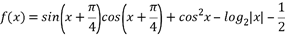 f(x) = sin(x + π/4)cos(x + π/4) + cos²x − log₂|x| − 1/2